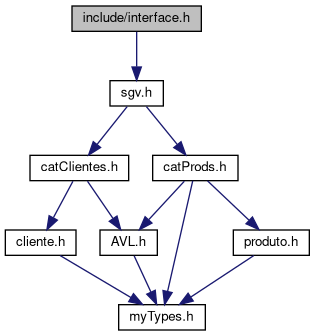 include/interface.h
sgv.h
catClientes.h
catProds.h
cliente.h
AVL.h
produto.h
myTypes.h